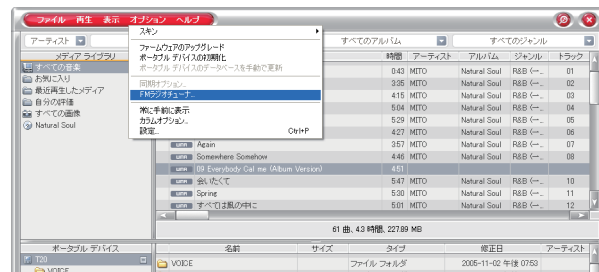 ファイル 再生 表示 オプション ヘルプ
スキン
ファームウェアのアップグレード
ポータブル デバイスの初期化
ポータブル デバイスのデータベースを手動で更新
同期オプション...
FMラジオチューナ...
常に手前に表示
カラムオプション...
設定... Ctrl+P
アーティスト すべてのアルバム すべてのジャンル
メディア ライブラリ
すべての音楽
お気に入り
最近再生したメディア
自分の評価
すべての画像
Natural Soul
時間 アーティスト アルバム ジャンル トラック
0:43 MITO Natural Soul R&B (一... 01
3:35 MITO Natural Soul R&B (一... 02
4:15 MITO Natural Soul R&B (一... 03
5:04 MITO Natural Soul R&B (一... 04
5:29 MITO Natural Soul R&B (一... 05
4:27 MITO Natural Soul R&B (一... 06
Again 3:57 MITO Natural Soul R&B (一... 07
Somewhere Somehow 4:46 MITO Natural Soul R&B (一... 08
09 Everybody Cal me (Album Version) 4:51
会いたくて 5:47 MITO Natural Soul R&B (一... 10
Spring 5:30 MITO Natural Soul R&B (一... 11
すべては風の中に 5:01 MITO Natural Soul R&B (一... 12
61 曲、4.3 時間、227.89 MB
ポータブル デバイス
T20
VOICE
名前 サイズ タイプ 修正日 アーティスト
VOICE ファイル フォルダ 2005-11-02 午後 07:53